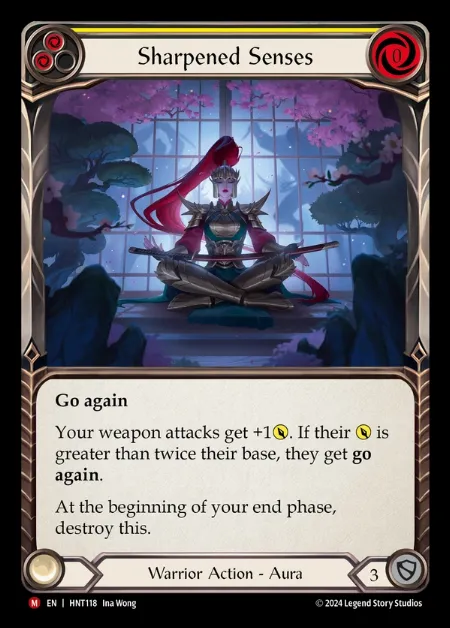 Sharpened Senses
0
Go again
Your weapon attacks get +1. If their is
greater than twice their base, they get go
again.
At the beginning of your end phase,
destroy this.
Warrior Action - Aura
3
M EN | HNT118 Ina Wong
© 2024 Legend Story Studios